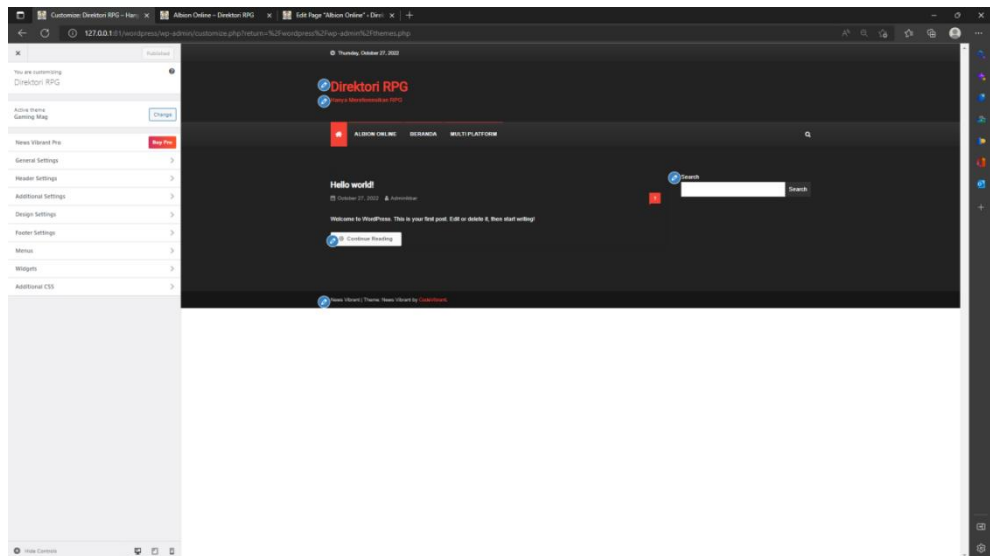 Customize: Direktori RPG – Hany
Albion Online – Direktori RPG
Edit Page "Albion Online" ‹ Direk
127.0.0.1:81/wordpress/wp-admin/customize.php?return=%2Fwordpress%2Fwp-admin%2Fthemes.php
Published
You are customizing
Direktori RPG
Active theme
Gaming Mag
Change
News Vibrant Pro
Buy Pro
General Settings
Header Settings
Additional Settings
Design Settings
Footer Settings
Menus
Widgets
Additional CSS
Hide Controls
Thursday, October 27, 2022
Direktori RPG
Hanya Merekomendasi RPG
ALBION ONLINE BERANDA MULTI PLATFORM
Hello world!
October 27, 2022
Welcome to WordPress. This is your first post. Edit or delete it, then start writing!
Continue Reading
Search
Search
News Vibrant | Theme: News Vibrant by CodeVibrant.